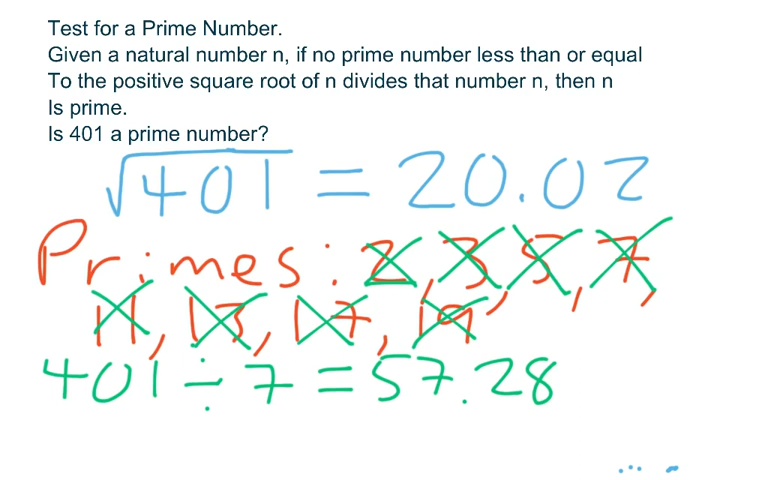 Test for a Prime Number.
Given a natural number n, if no prime number less than or equal
To the positive square root of n divides that number n, then n
Is prime.
Is 401 a prime number?
√401 = 20.02
Primes: 2, 3, 5, 7,
11, 13, 17, 19
401 ÷ 7 = 57.28